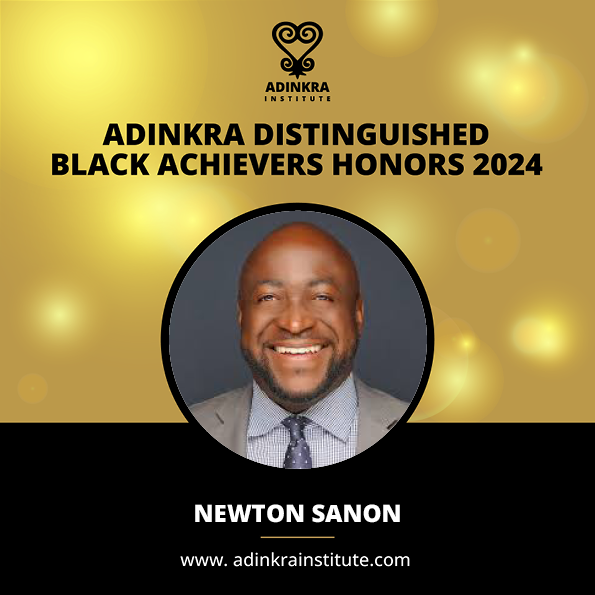 ADINKRA
INSTITUTE
ADINKRA DISTINGUISHED
BLACK ACHIEVERS HONORS 2024
NEWTON SANON
www. adinkrainstitute.com